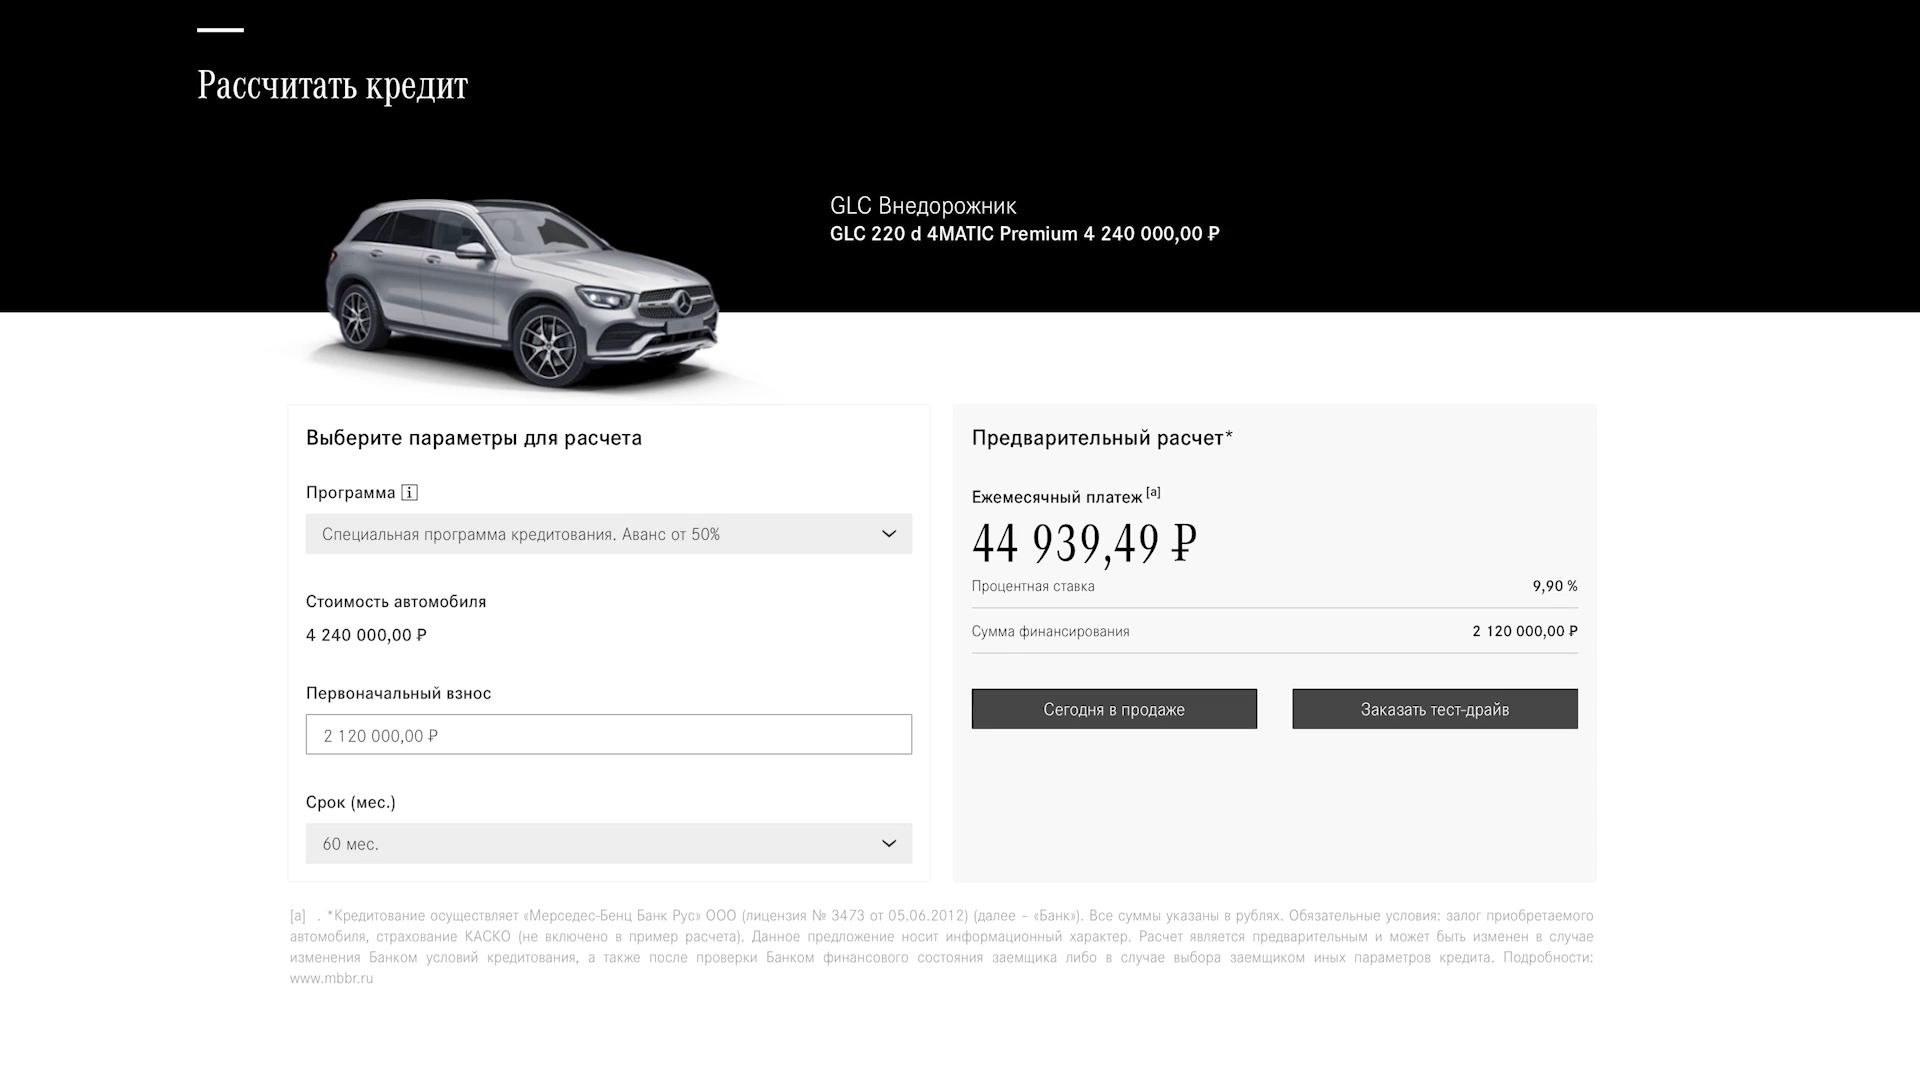 Рассчитать кредит
GLC Внедорожник
GLC 220 d 4MATIC Premium 4 240 000,00 ₽
Выберите параметры для расчета
Программа i
Специальная программа кредитования. Аванс от 50%
Стоимость автомобиля
4 240 000,00 ₽
Первоначальный взнос
2 120 000,00 ₽
Срок (мес.)
60 мес.
Предварительный расчет*
Ежемесячный платеж [a]
44 939,49 ₽
Процентная ставка 9,90 %
Сумма финансирования 2 120 000,00 ₽
Сегодня в продаже Заказать тест-драйв
[a] . *Кредитование осуществляет «Мерседес-Бенц Банк Рус» ООО (лицензия № 3473 от 05.06.2012) (далее – «Банк»). Все суммы указаны в рублях. Обязательные условия: залог приобретаемого
автомобиля, страхование КАСКО (не включено в пример расчета). Данное предложение носит информационный характер. Расчет является предварительным и может быть изменен в случае
изменения Банком условий кредитования, а также после проверки Банком финансового состояния заемщика либо в случае выбора заемщиком иных параметров кредита. Подробности:
www.mbbr.ru